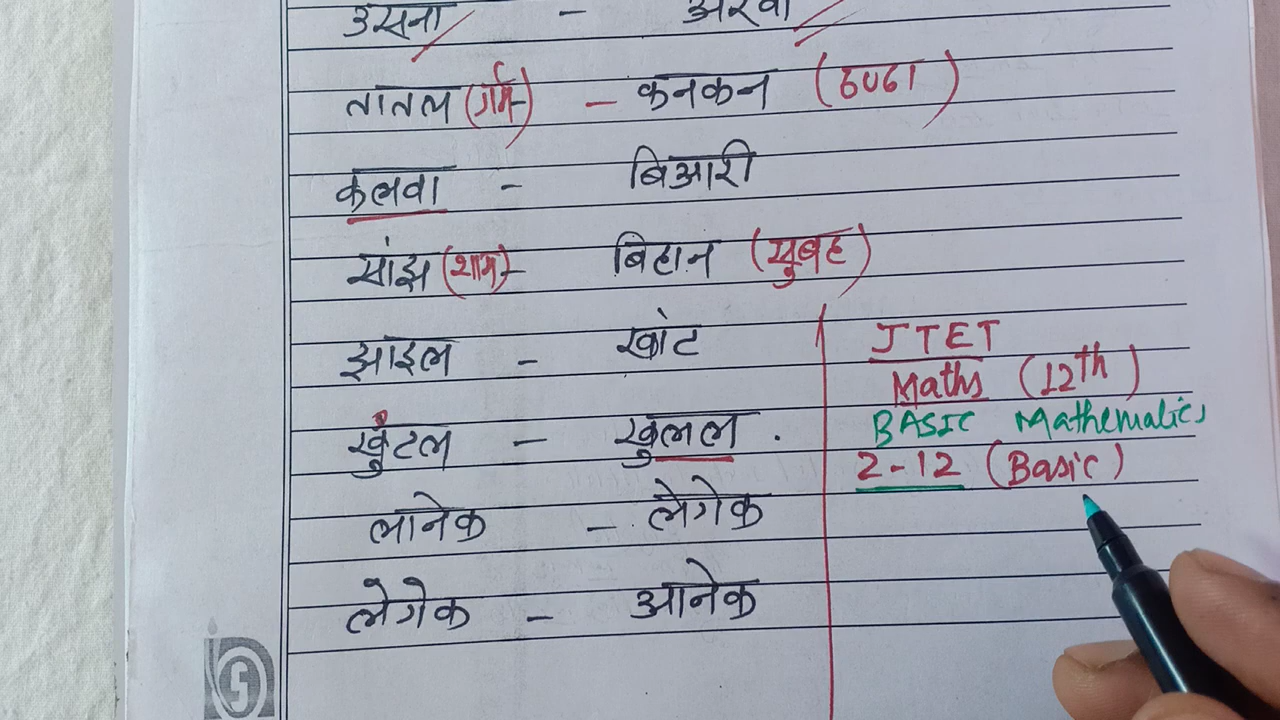 उसना - अरवा
तातल (गर्म) - कनकन (ठण्डा)
कलवा - बिआरी
सांझ (शाम) - बिहान (सुबह)
झाइल - खांट
खुंटल - खुलल .
लानेक - लेगेक
लेगेक - आनेक
JTET
Maths (12th)
BASIC Mathematics
2-12 (Basic)